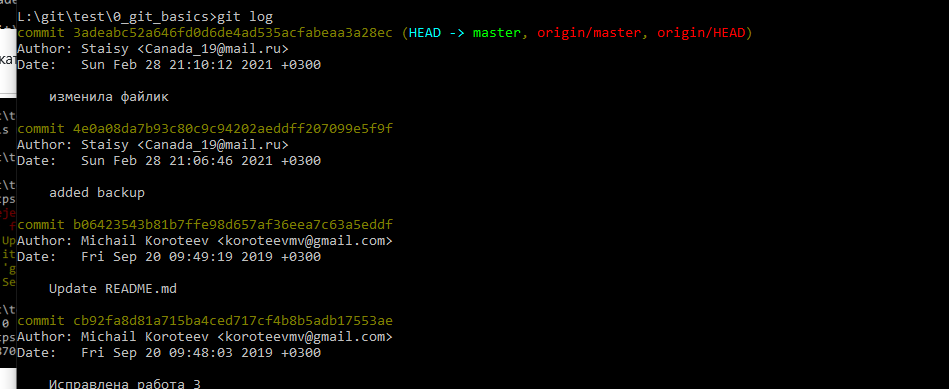 L:\git\test\0_git_basics>git log
commit 3adeabc52a646fd0d6de4ad535acfabeaa3a28ec (HEAD -> master, origin/master, origin/HEAD)
Author: Staisy <Canada_19@mail.ru>
Date:   Sun Feb 28 21:10:12 2021 +0300
изменила файлик
commit 4e0a08da7b93c80c9c94202aeddff207099e5f9f
Author: Staisy <Canada_19@mail.ru>
Date:   Sun Feb 28 21:06:46 2021 +0300
added backup
commit b06423543b81b7ffe98d657af36eea7c63a5eddf
Author: Michail Koroteev <koroteevmv@gmail.com>
Date:   Fri Sep 20 09:49:19 2019 +0300
Update README.md
commit cb92fa8d81a715ba4ced717cf4b8b5adb17553ae
Author: Michail Koroteev <koroteevmv@gmail.com>
Date:   Fri Sep 20 09:48:03 2019 +0300
Исправлена работа 3